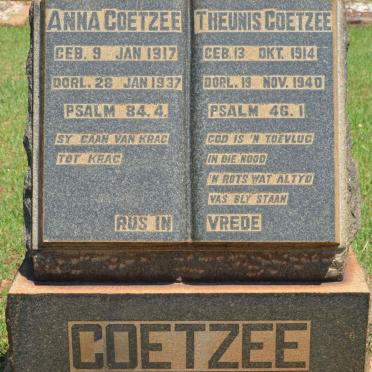 ANNA COETZEE
GEB. 9 JAN 1917
OORL. 28 JAN 1937
PSALM 84.4.
SY GAAN VAN KRAG
TOT KRAG
RUS IN
THEUNIS COETZEE
GEB. 13 OKT. 1914
OORL. 19 NOV. 1940
PSALM 46.1
GOD IS 'N TOEVLUG
IN DIE NOOD
'N ROTS WAT ALTYD
VAS BLY STAAN
VREDE
COETZEE